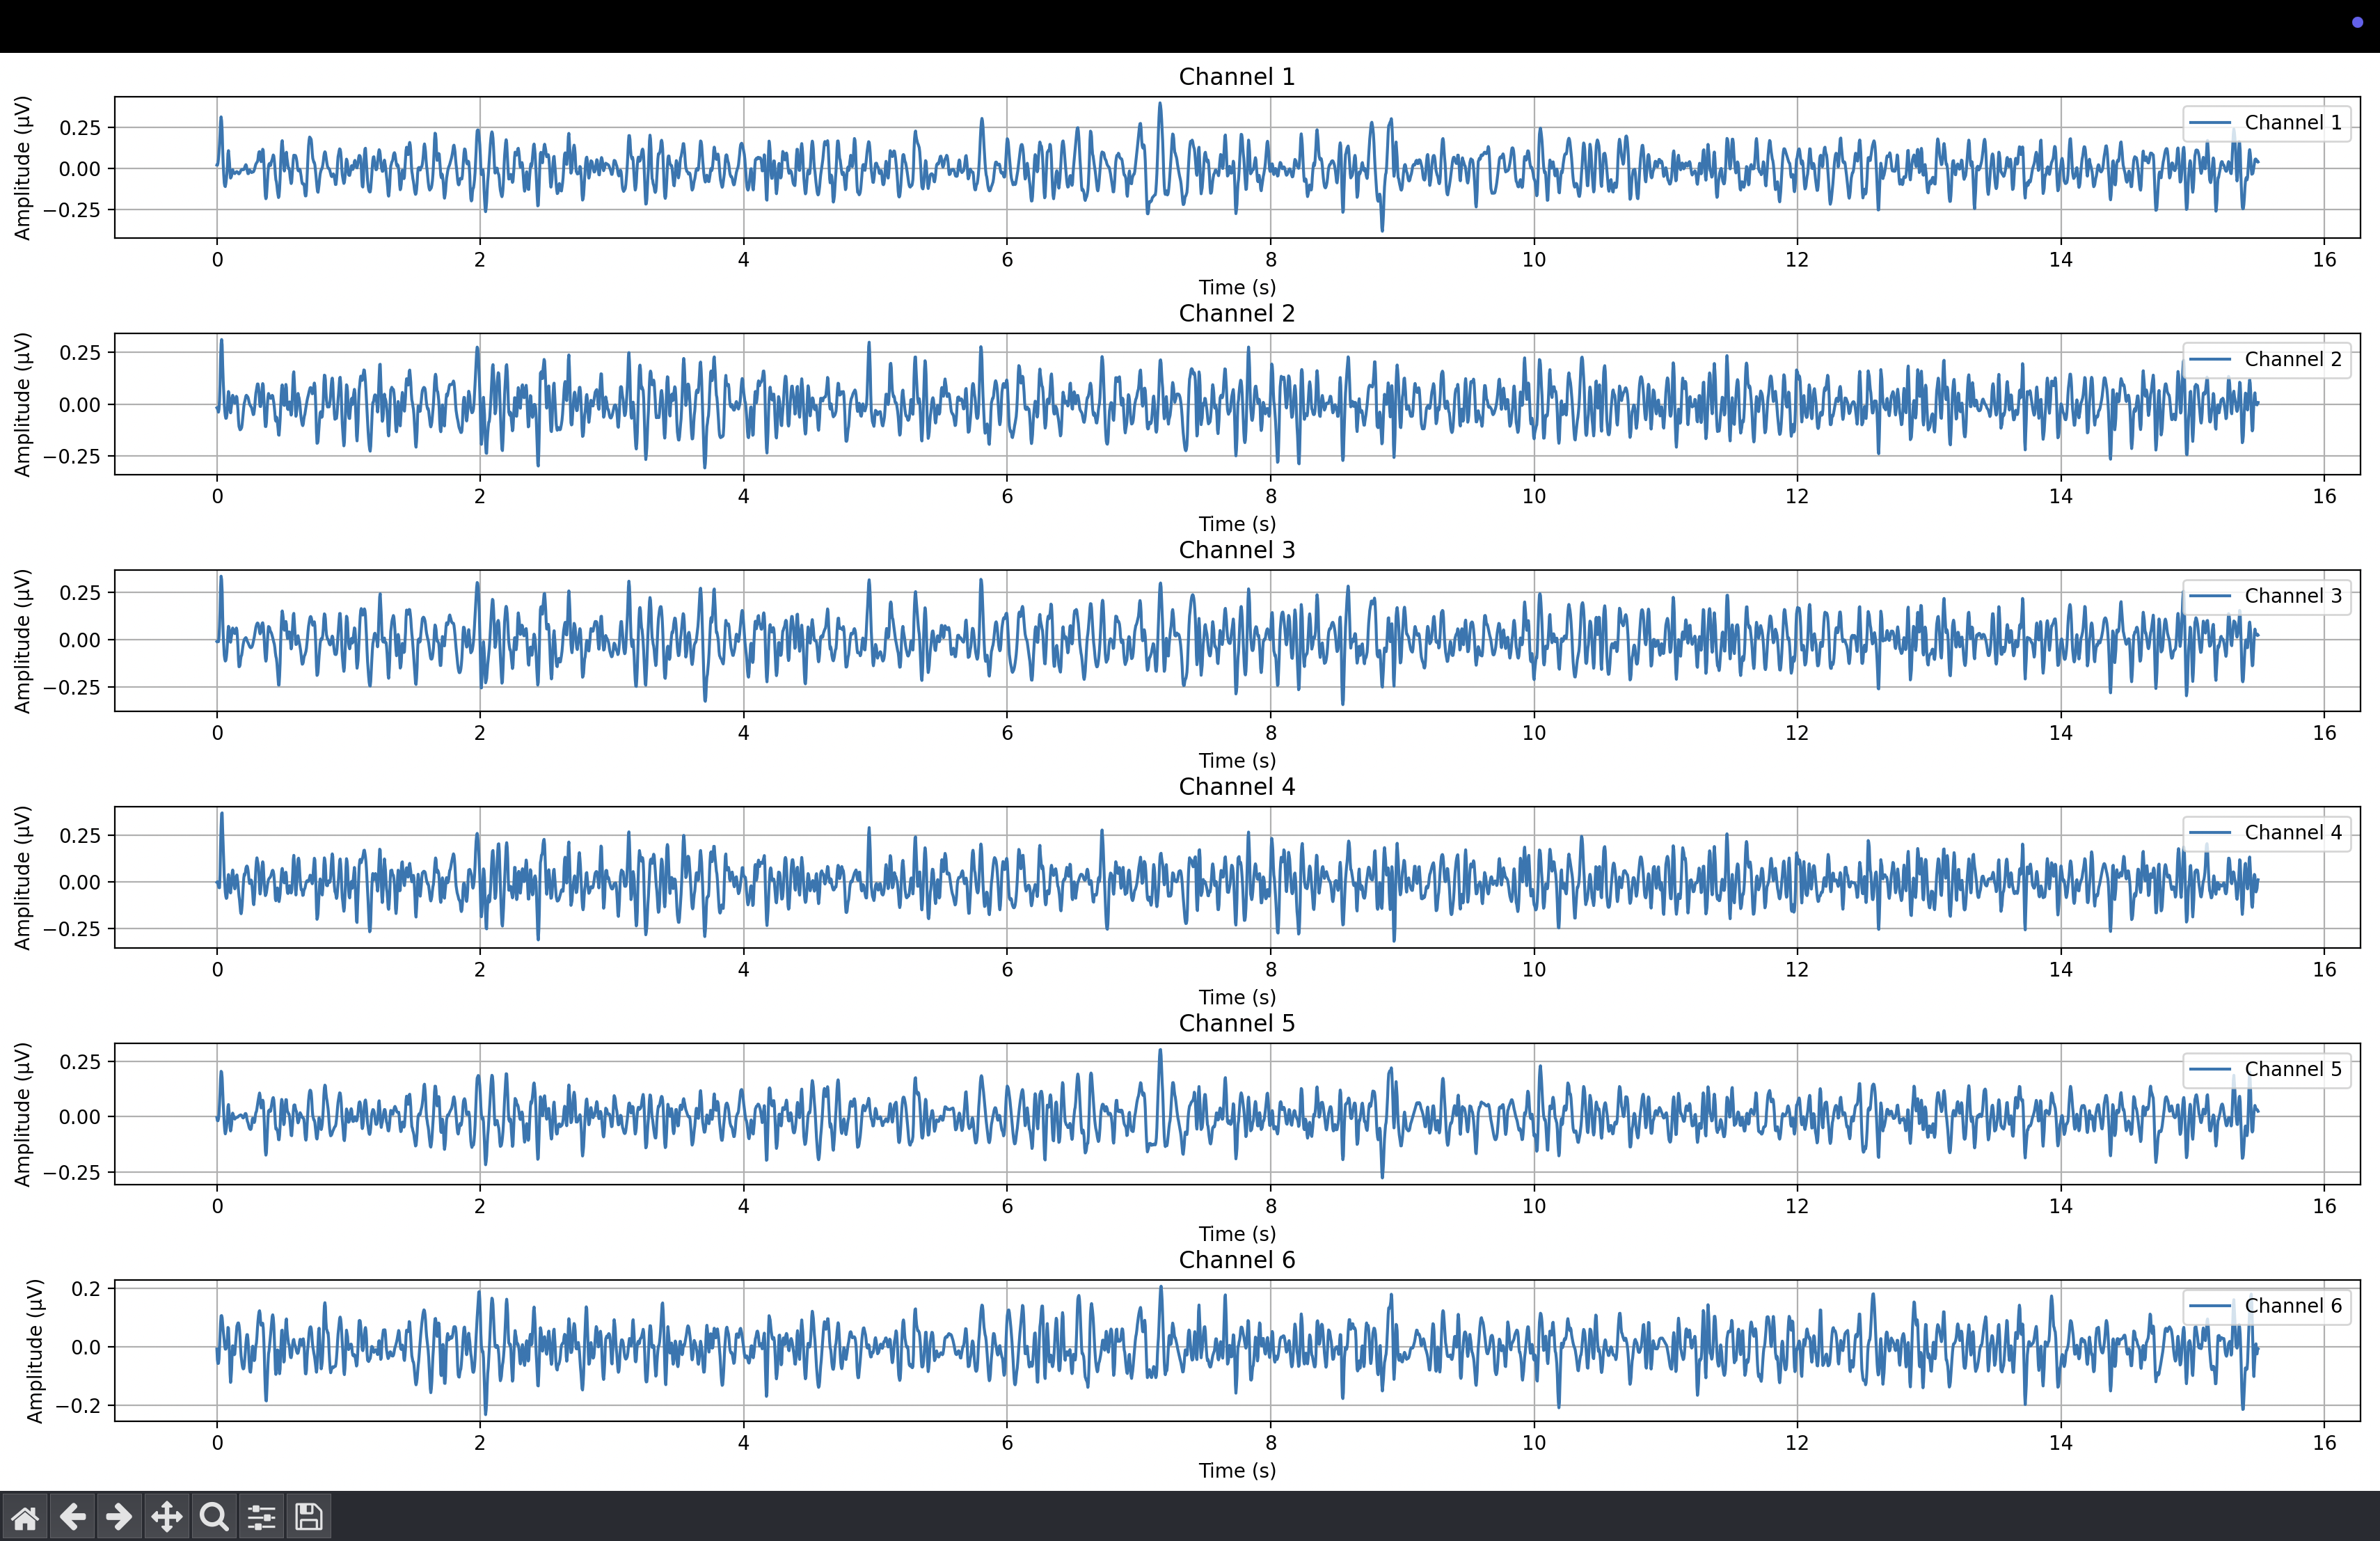 Channel 1
Amplitude (µV)
0.25
0.00
−0.25
Channel 1
0 2 4 6 8 10 12 14 16
Time (s)
Channel 2
Amplitude (µV)
0.25
0.00
−0.25
Channel 2
0 2 4 6 8 10 12 14 16
Time (s)
Channel 3
Amplitude (µV)
0.25
0.00
−0.25
Channel 3
0 2 4 6 8 10 12 14 16
Time (s)
Channel 4
Amplitude (µV)
0.25
0.00
−0.25
Channel 4
0 2 4 6 8 10 12 14 16
Time (s)
Channel 5
Amplitude (µV)
0.25
0.00
−0.25
Channel 5
0 2 4 6 8 10 12 14 16
Time (s)
Channel 6
Amplitude (µV)
0.2
0.0
−0.2
Channel 6
0 2 4 6 8 10 12 14 16
Time (s)